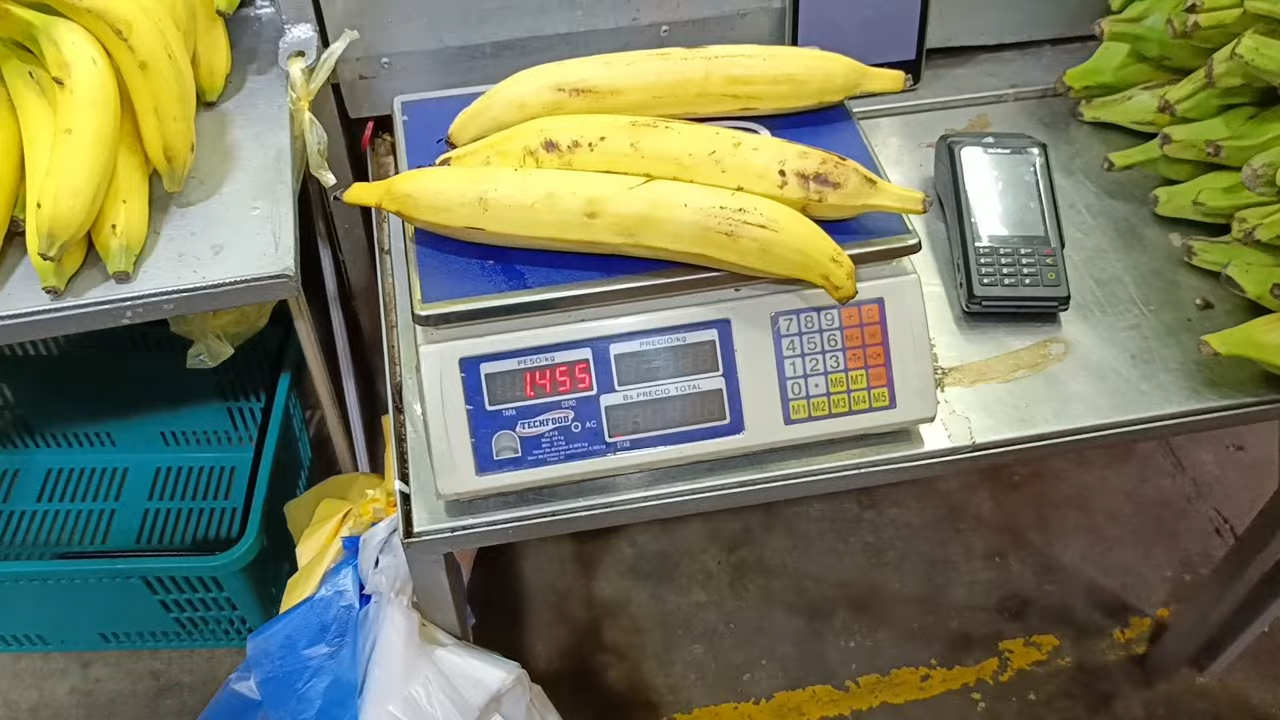 PESO/kg
1.455
TARA
CERO
PRECIO/kg
Bs. PRECIO TOTAL
TECHFOOD
AC
STAB
7 8 9 + C
4 5 6 M+
1 2 3
0 . M6 M7
M1 M2 M3 M4 M5